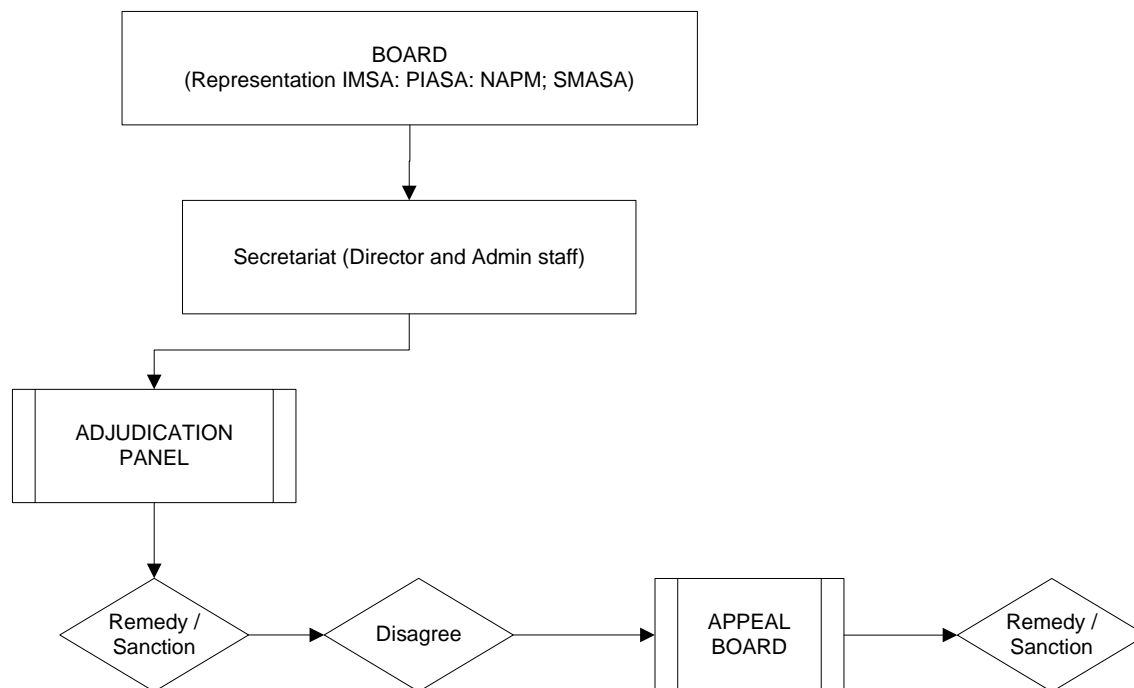 BOARD
(Representation IMSA: PIASA: NAPM; SMASA)
Secretariat (Director and Admin staff)
ADJUDICATION
PANEL
Remedy /
Sanction
Disagree
APPEAL
BOARD
Remedy /
Sanction